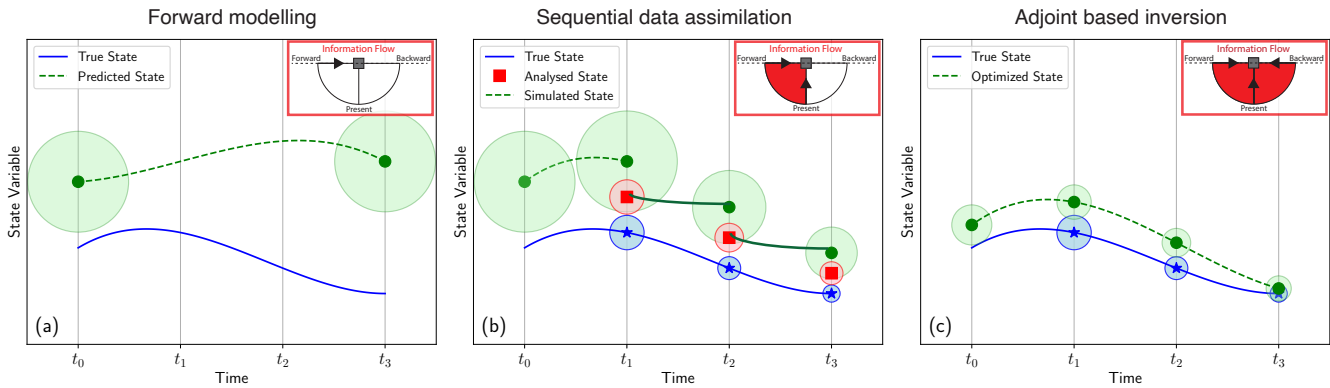 Forward modelling
True State
Predicted State
Information Flow
Forward
Backward
Present
State Variable
(a)
t0
t1
t2
t3
Time
Sequential data assimilation
True State
Analysed State
Simulated State
Information Flow
Forward
Backward
Present
State Variable
(b)
t0
t1
t2
t3
Time
Adjoint based inversion
True State
Optimized State
Information Flow
Forward
Backward
Present
State Variable
(c)
t0
t1
t2
t3
Time